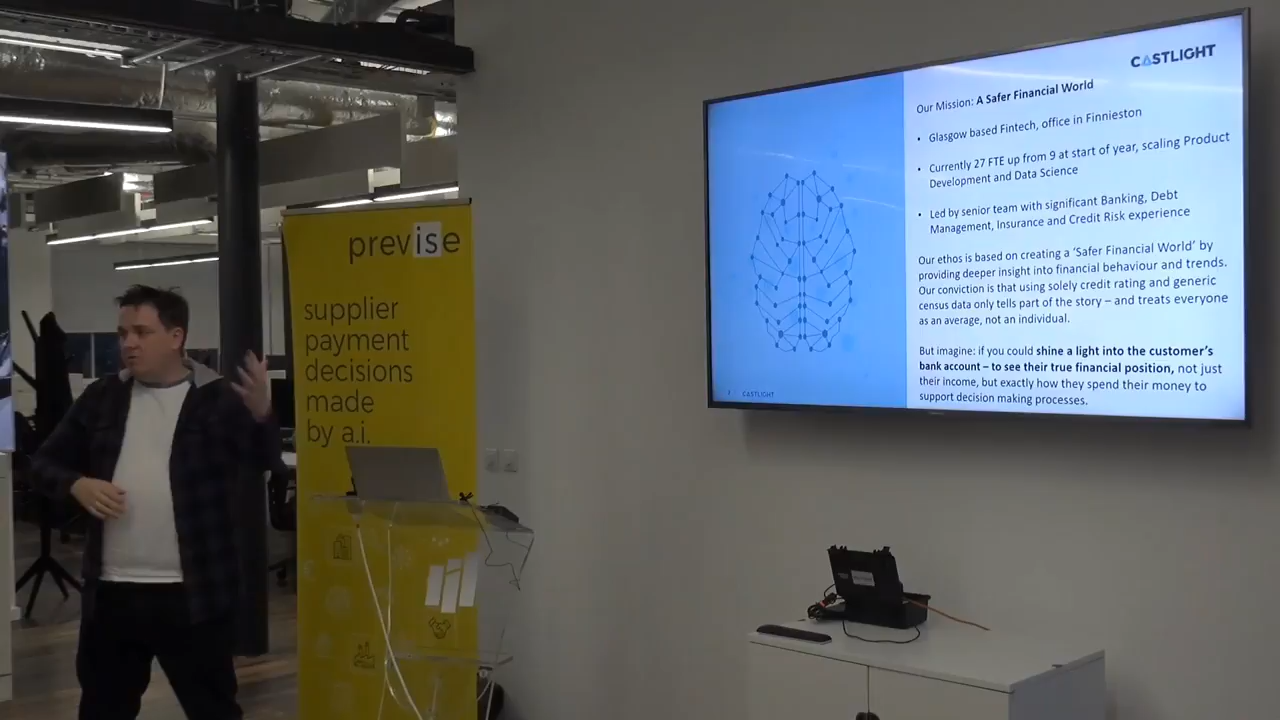 previse
supplier
payment
decisions
made
by a.i.
CASTLIGHT
Our Mission: A Safer Financial World
• Glasgow based Fintech, office in Finnieston
• Currently 27 FTE up from 9 at start of year, scaling Product
Development and Data Science
• Led by senior team with significant Banking, Debt
Management, Insurance and Credit Risk experience
Our ethos is based on creating a ‘Safer Financial World’ by
providing deeper insight into financial behaviour and trends.
Our conviction is that using solely credit rating and generic
census data only tells part of the story – and treats everyone
as an average, not an individual.
But imagine: if you could shine a light into the customer’s
bank account – to see their true financial position, not just
their income, but exactly how they spend their money to
support decision making processes.
CASTLIGHT